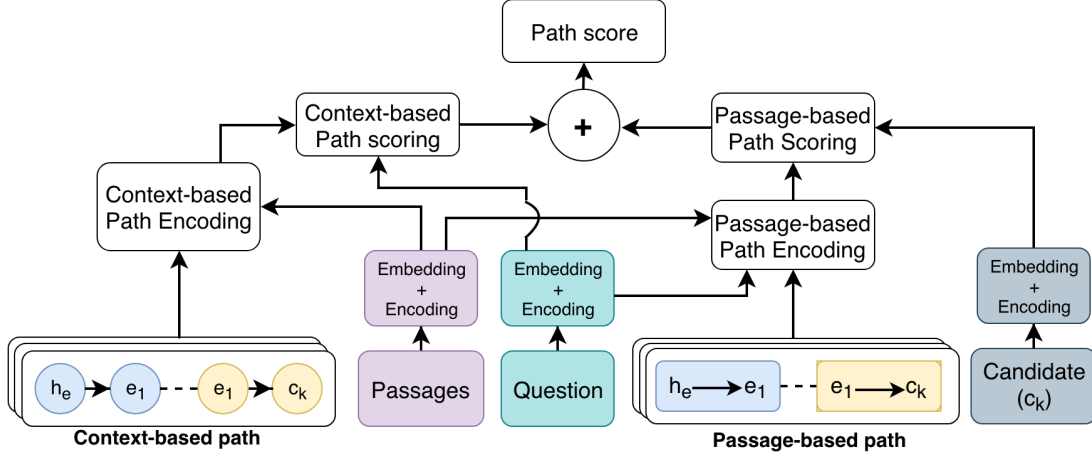 Path score
Context-based
Path scoring
+
Passage-based
Path Scoring
Context-based
Path Encoding
Passage-based
Path Encoding
Embedding
+
Encoding
Embedding
+
Encoding
Embedding
+
Encoding
hₑ
e₁
e₁
cₖ
Passages
Question
hₑ
e₁
e₁
cₖ
Candidate
(cₖ)
Context-based path
Passage-based path